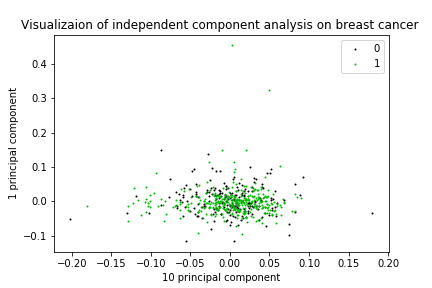 Visualizaion of independent component analysis on breast cancer
0
1
0.4
0.3
0.2
0.1
0.0
−0.1
1 principal component
−0.20 −0.15 −0.10 −0.05 0.00 0.05 0.10 0.15 0.20
10 principal component